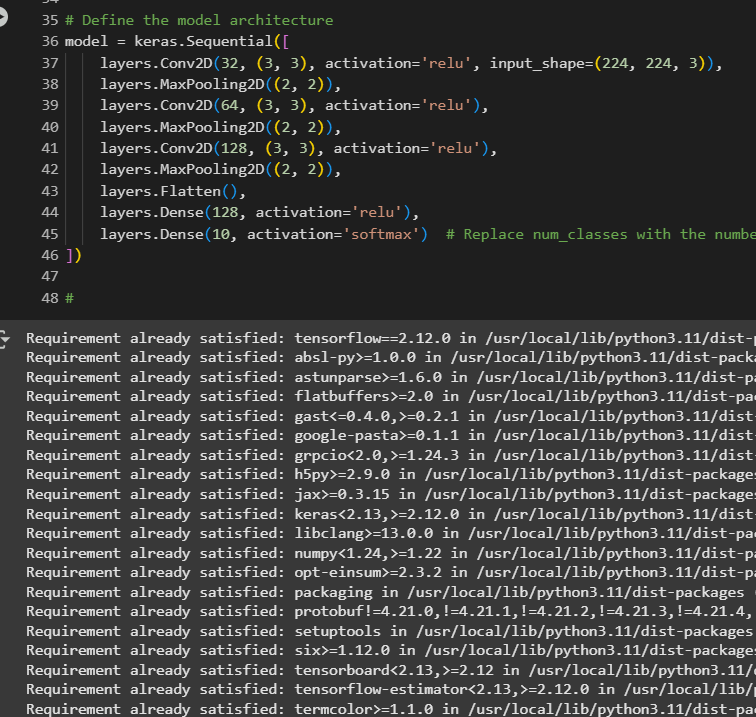 35 # Define the model architecture
36 model = keras.Sequential([
37     layers.Conv2D(32, (3, 3), activation='relu', input_shape=(224, 224, 3)),
38     layers.MaxPooling2D((2, 2)),
39     layers.Conv2D(64, (3, 3), activation='relu'),
40     layers.MaxPooling2D((2, 2)),
41     layers.Conv2D(128, (3, 3), activation='relu'),
42     layers.MaxPooling2D((2, 2)),
43     layers.Flatten(),
44     layers.Dense(128, activation='relu'),
45     layers.Dense(10, activation='softmax')  # Replace num_classes with the numbe
46 ])
47
48 #
Requirement already satisfied: tensorflow==2.12.0 in /usr/local/lib/python3.11/dist-p
Requirement already satisfied: absl-py>=1.0.0 in /usr/local/lib/python3.11/dist-packa
Requirement already satisfied: astunparse>=1.6.0 in /usr/local/lib/python3.11/dist-pa
Requirement already satisfied: flatbuffers>=2.0 in /usr/local/lib/python3.11/dist-pac
Requirement already satisfied: gast<=0.4.0,>=0.2.1 in /usr/local/lib/python3.11/dist-
Requirement already satisfied: google-pasta>=0.1.1 in /usr/local/lib/python3.11/dist-
Requirement already satisfied: grpcio<2.0,>=1.24.3 in /usr/local/lib/python3.11/dist-
Requirement already satisfied: h5py>=2.9.0 in /usr/local/lib/python3.11/dist-packages
Requirement already satisfied: jax>=0.3.15 in /usr/local/lib/python3.11/dist-packages
Requirement already satisfied: keras<2.13,>=2.12.0 in /usr/local/lib/python3.11/dist-
Requirement already satisfied: libclang>=13.0.0 in /usr/local/lib/python3.11/dist-pac
Requirement already satisfied: numpy<1.24,>=1.22 in /usr/local/lib/python3.11/dist-pa
Requirement already satisfied: opt-einsum>=2.3.2 in /usr/local/lib/python3.11/dist-pa
Requirement already satisfied: packaging in /usr/local/lib/python3.11/dist-packages (
Requirement already satisfied: protobuf!=4.21.0,!=4.21.1,!=4.21.2,!=4.21.3,!=4.21.4,
Requirement already satisfied: setuptools in /usr/local/lib/python3.11/dist-packages
Requirement already satisfied: six>=1.12.0 in /usr/local/lib/python3.11/dist-packages
Requirement already satisfied: tensorboard<2.13,>=2.12 in /usr/local/lib/python3.11/d
Requirement already satisfied: tensorflow-estimator<2.13,>=2.12.0 in /usr/local/lib/p
Requirement already satisfied: termcolor>=1.1.0 in /usr/local/lib/python3.11/dist-pac